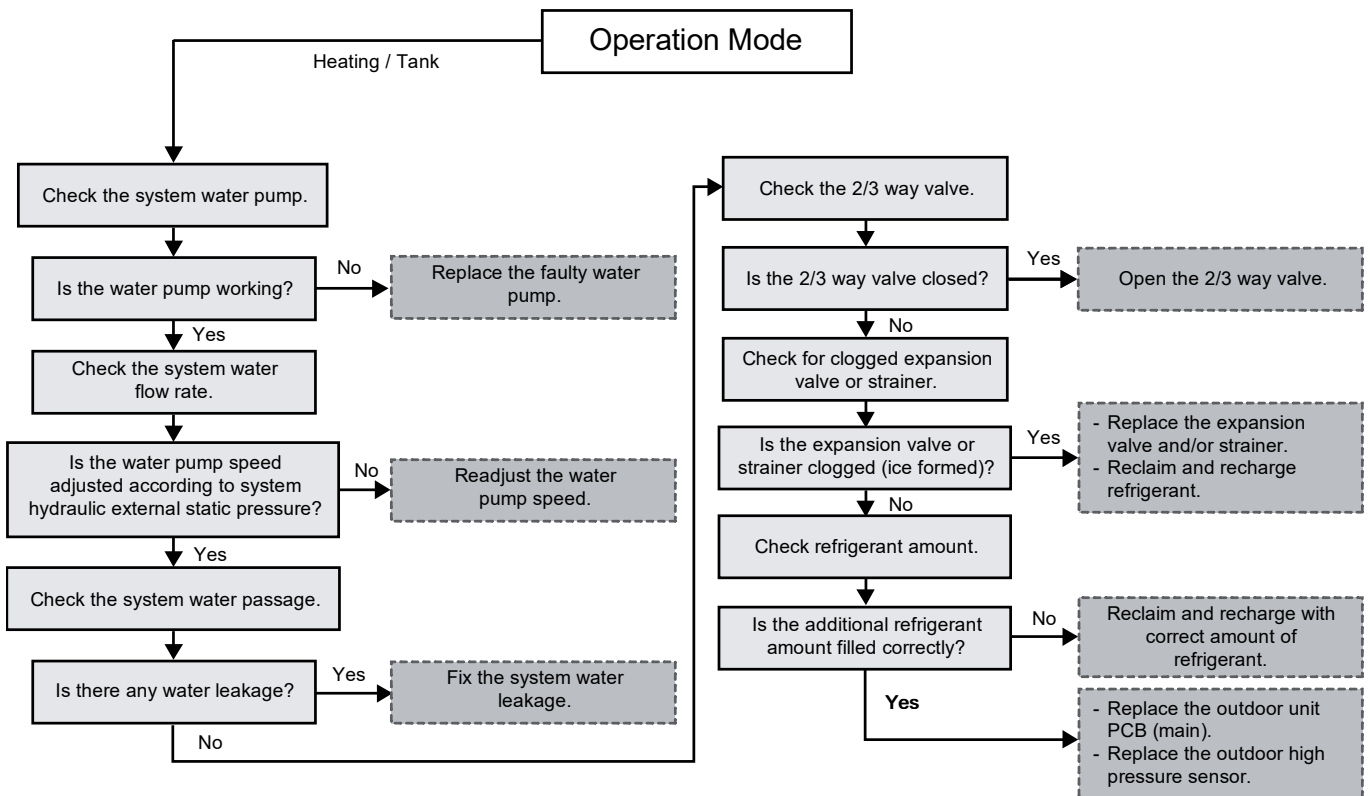 Operation Mode
Heating / Tank
Check the system water pump.
Is the water pump working?
No
Replace the faulty water
pump.
Yes
Check the system water
flow rate.
Is the water pump speed
adjusted according to system
hydraulic external static pressure?
No
Readjust the water
pump speed.
Yes
Check the system water passage.
Is there any water leakage?
Yes
Fix the system water
leakage.
No
Check the 2/3 way valve.
Is the 2/3 way valve closed?
Yes
Open the 2/3 way valve.
No
Check for clogged expansion
valve or strainer.
Is the expansion valve or
strainer clogged (ice formed)?
Yes
- Replace the expansion
valve and/or strainer.
- Reclaim and recharge
refrigerant.
No
Check refrigerant amount.
Is the additional refrigerant
amount filled correctly?
No
Reclaim and recharge with
correct amount of
refrigerant.
Yes
- Replace the outdoor unit
PCB (main).
- Replace the outdoor high
pressure sensor.